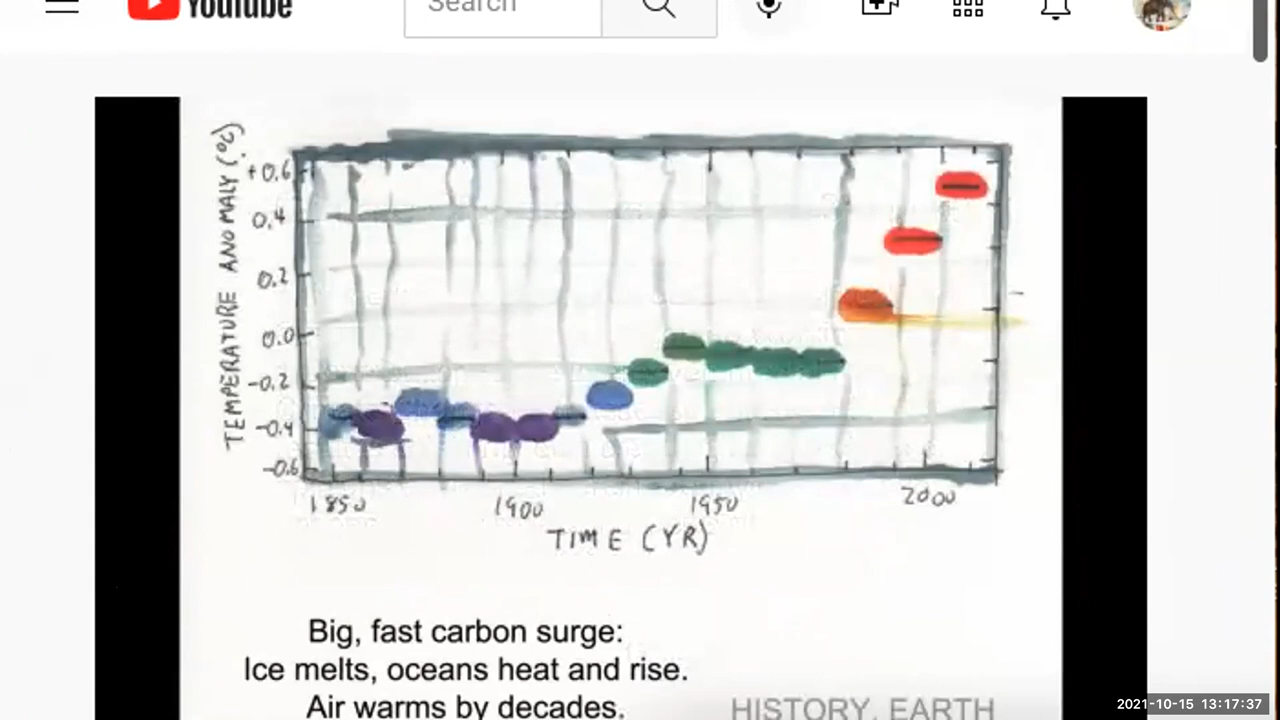 YouTube
Search
TEMPERATURE ANOMALY (°C)
+0.6
0.4
0.2
0.0
-0.2
-0.4
-0.6
1850
1900
1950
2000
TIME (YR)
Big, fast carbon surge:
Ice melts, oceans heat and rise.
Air warms by decades.
HISTORY, EARTH
2021-10-15 13:17:37